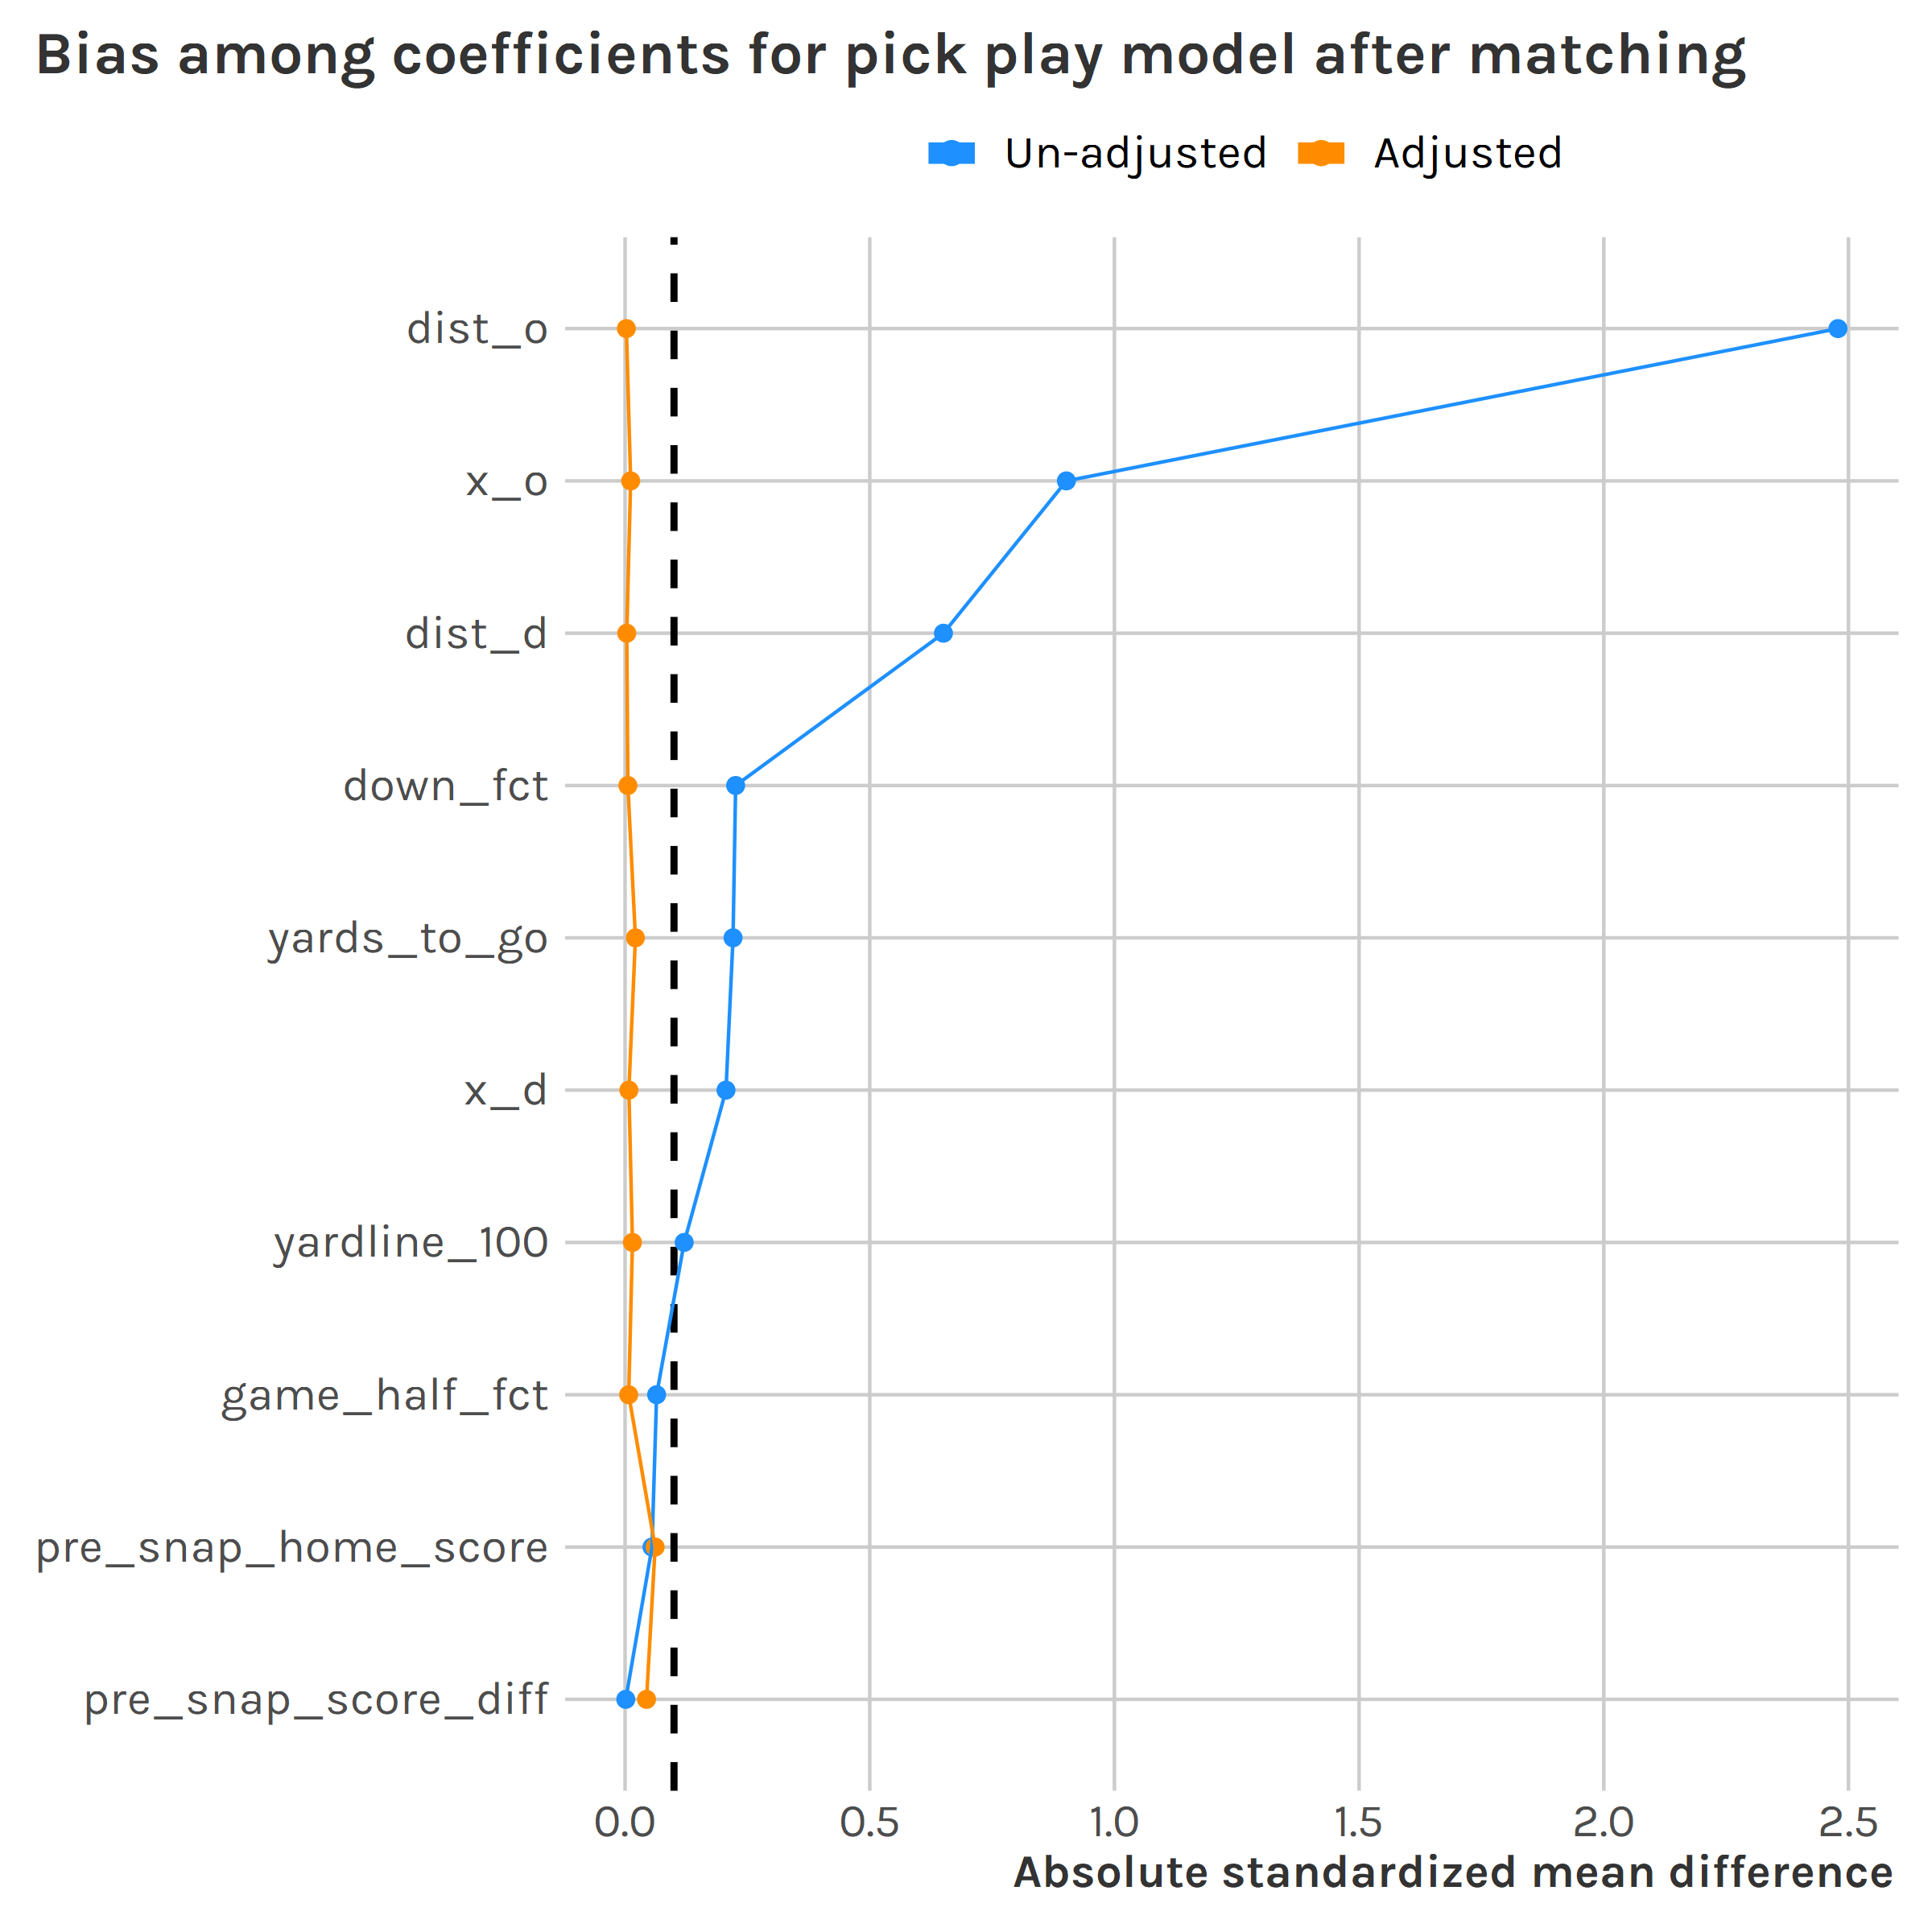 Bias among coefficients for pick play model after matching
Un-adjusted Adjusted
dist_o
x_o
dist_d
down_fct
yards_to_go
x_d
yardline_100
game_half_fct
pre_snap_home_score
pre_snap_score_diff
0.0 0.5 1.0 1.5 2.0 2.5
Absolute standardized mean difference